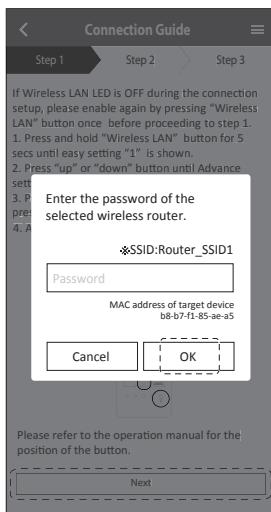 Connection Guide
Step 1
Step 2
Step 3
If Wireless LAN LED is OFF during the connection
setup, please enable again by pressing "Wireless
LAN" button once before proceeding to step 1.
1. Press and hold "Wireless LAN" button for 5
secs until easy setting "1" is shown.
2. Press "up" or "down" button until Advance
sett
3. P
pres
4. A
Enter the password of the
selected wireless router.
※SSID:Router_SSID1
Password
MAC address of target device
b8-b7-f1-85-ae-a5
Cancel
OK
Please refer to the operation manual for the
position of the button.
Next